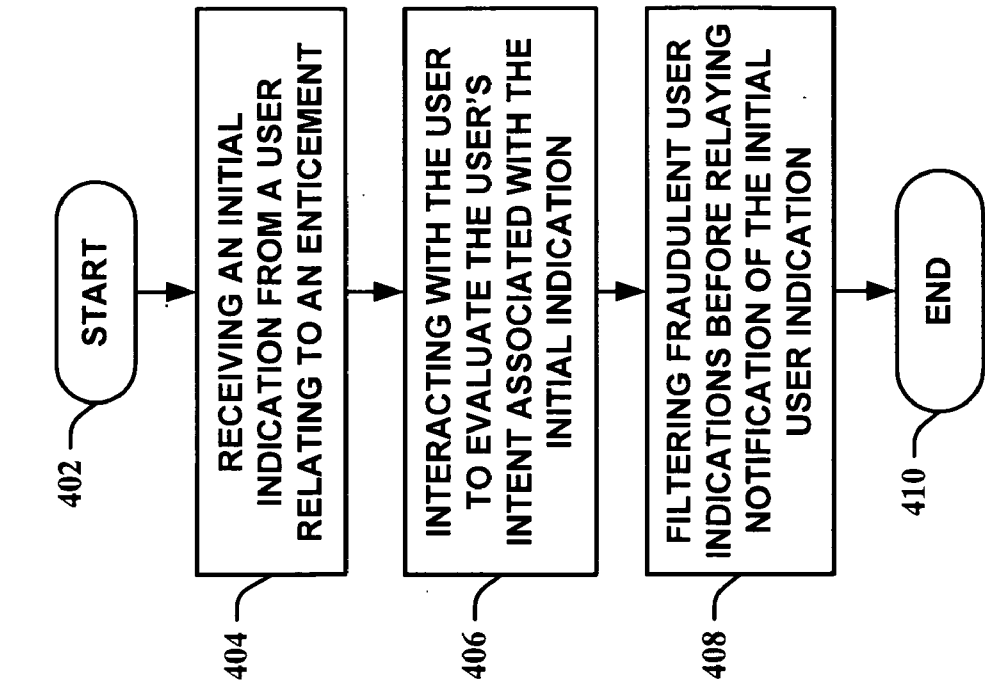 START
402
RECEIVING AN INITIAL
INDICATION FROM A USER
RELATING TO AN ENTICEMENT
404
INTERACTING WITH THE USER
TO EVALUATE THE USER'S
INTENT ASSOCIATED WITH THE
INITIAL INDICATION
406
FILTERING FRAUDULENT USER
INDICATIONS BEFORE RELAYING
NOTIFICATION OF THE INITIAL
USER INDICATION
408
END
410